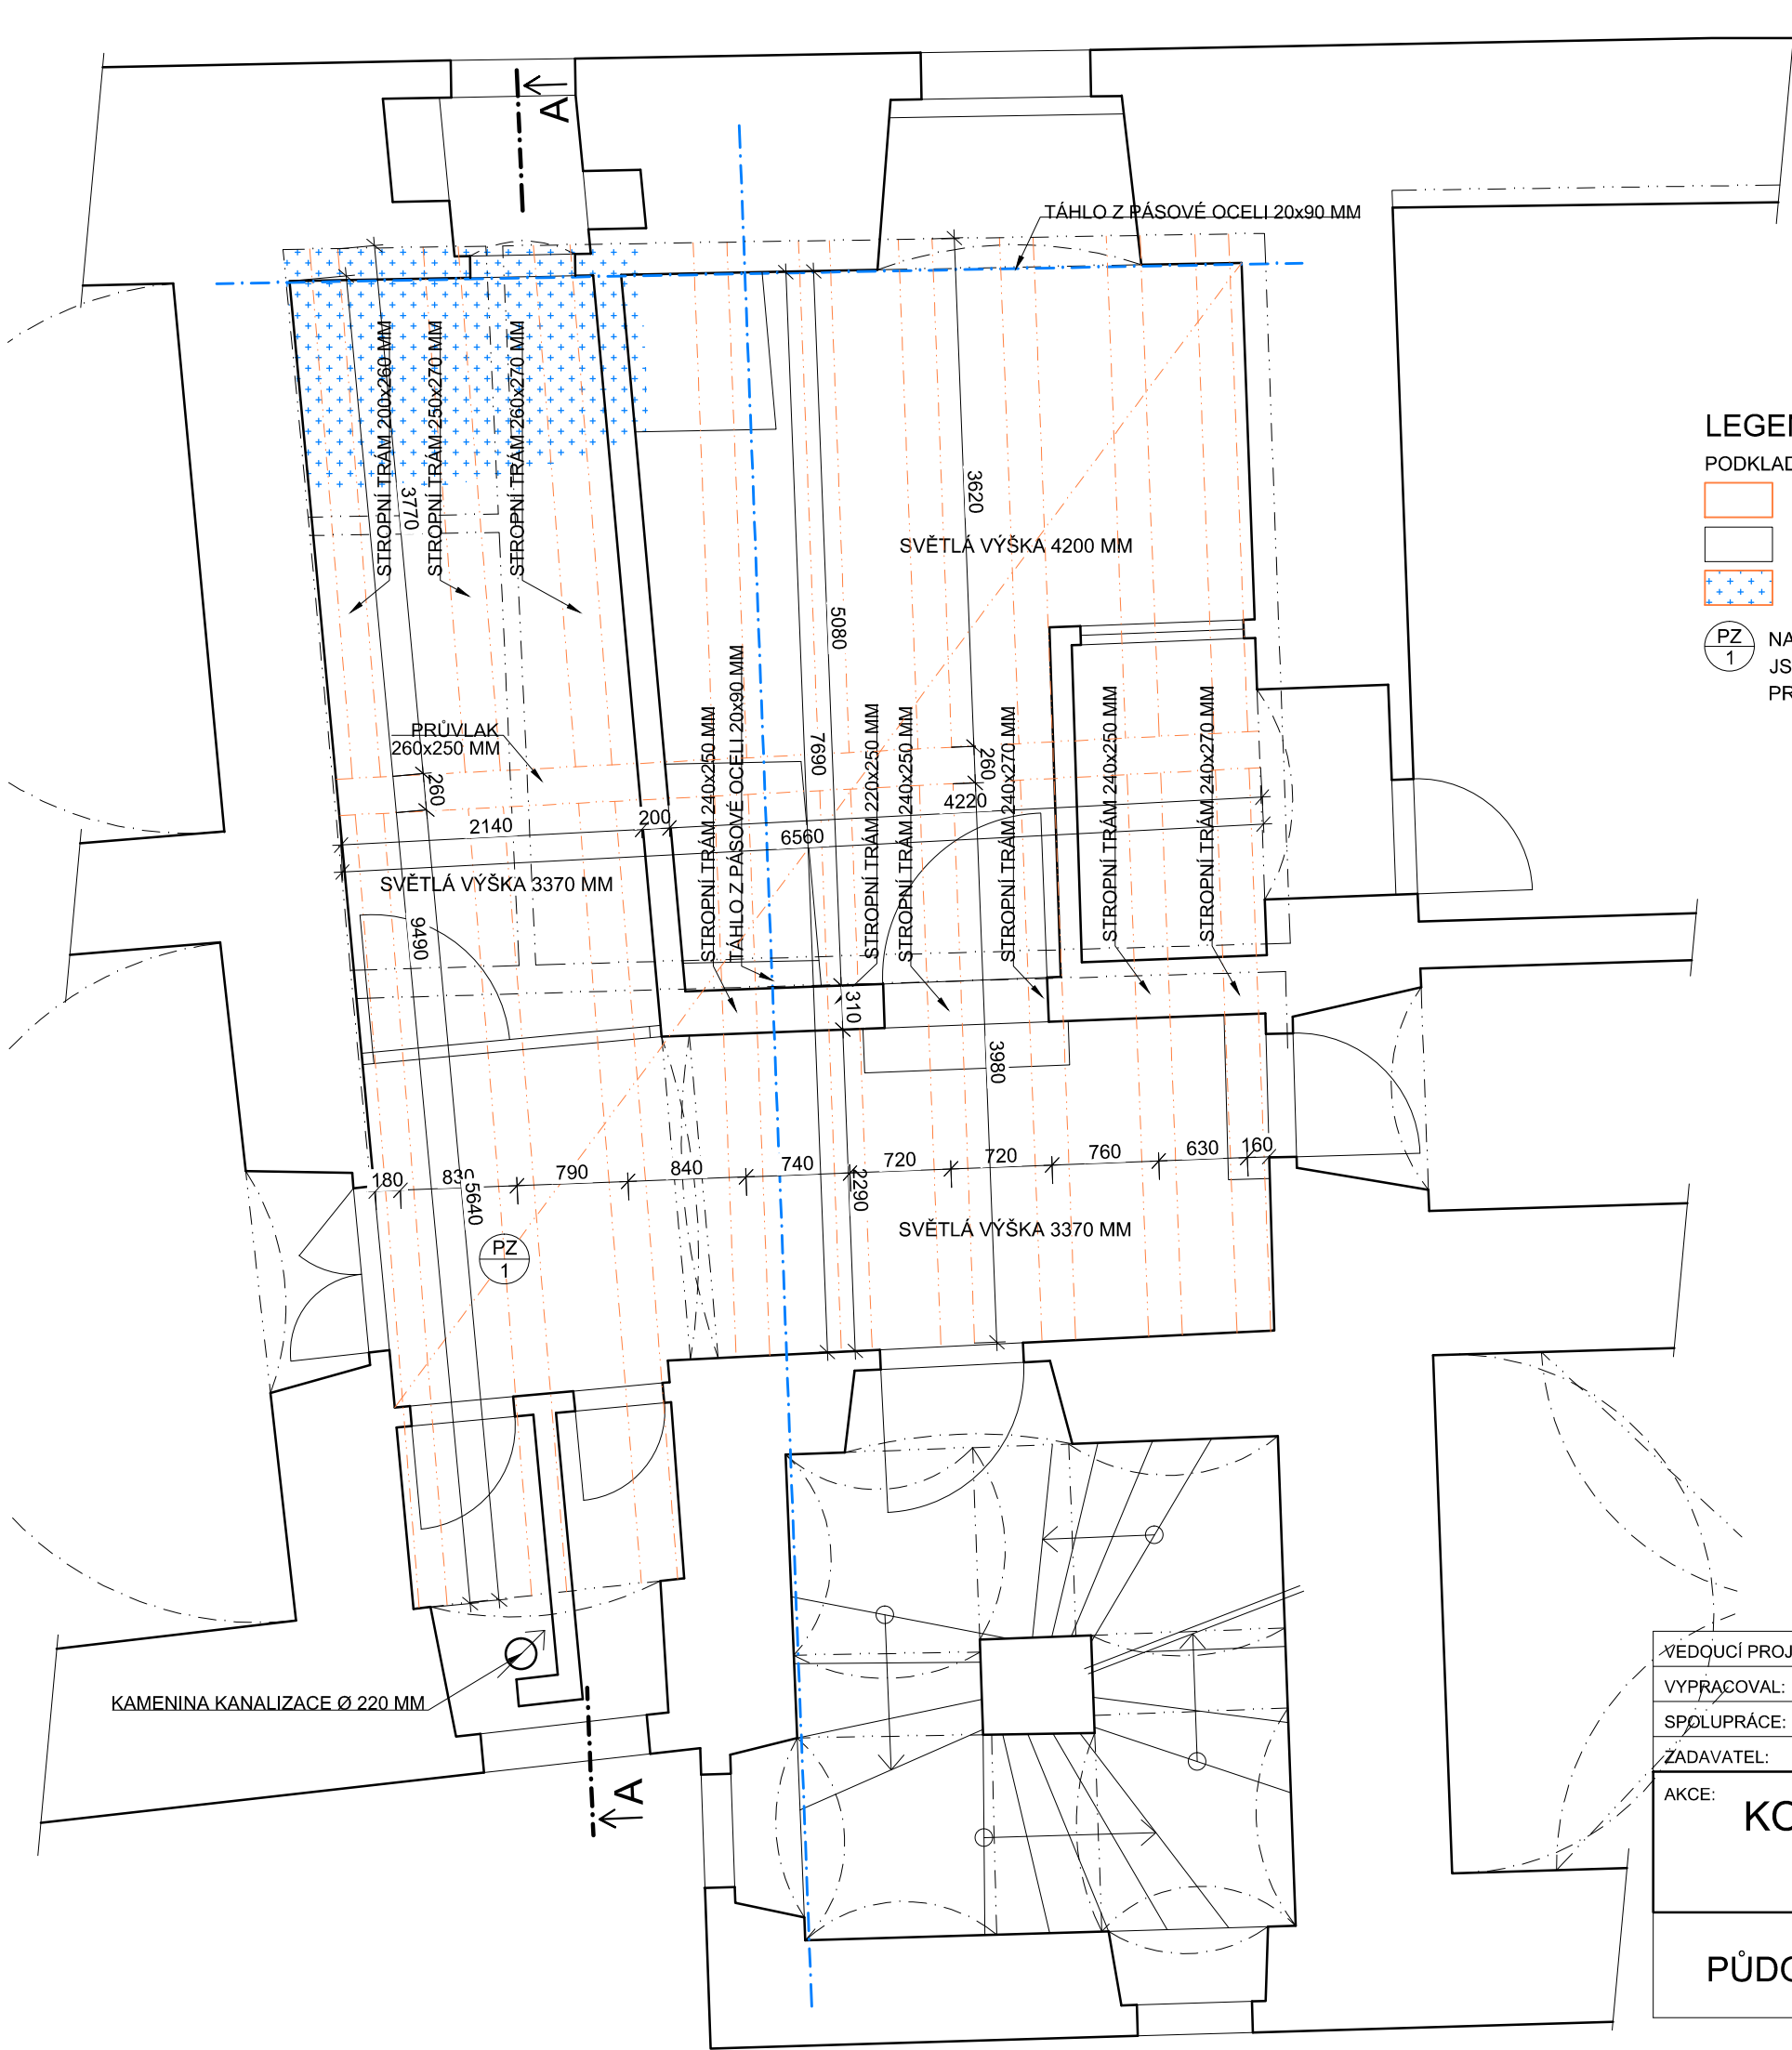 A
TÁHLO Z PÁSOVÉ OCELI 20x90 MM
STROPNÍ TRÁM 200x260 MM
STROPNÍ TRÁM 250x270 MM
STROPNÍ TRÁM 260x270 MM
3770
3620
SVĚTLÁ VÝŠKA 4200 MM
5080
7690
PRŮVLAK
260x250 MM
260
260
STROPNÍ TRÁM 240x250 MM
TÁHLO Z PÁSOVÉ OCELI 20x90 MM
STROPNÍ TRÁM 220x250 MM
STROPNÍ TRÁM 240x250 MM
STROPNÍ TRÁM 240x270 MM
STROPNÍ TRÁM 240x250 MM
STROPNÍ TRÁM 240x270 MM
4220
2140
200
6560
SVĚTLÁ VÝŠKA 3370 MM
9490
310
3980
180
830
790
840
740
720
720
760
630
160
5640
2290
SVĚTLÁ VÝŠKA 3370 MM
PZ
1
KAMENINA KANALIZACE Ø 220 MM
A
LEGE
PODKLAD
PZ
1
NA
JS
PR
VEDOUCÍ PROJ
VYPRACOVAL:
SPOLUPRÁCE:
ZADAVATEL:
AKCE:
KO
PŮDO